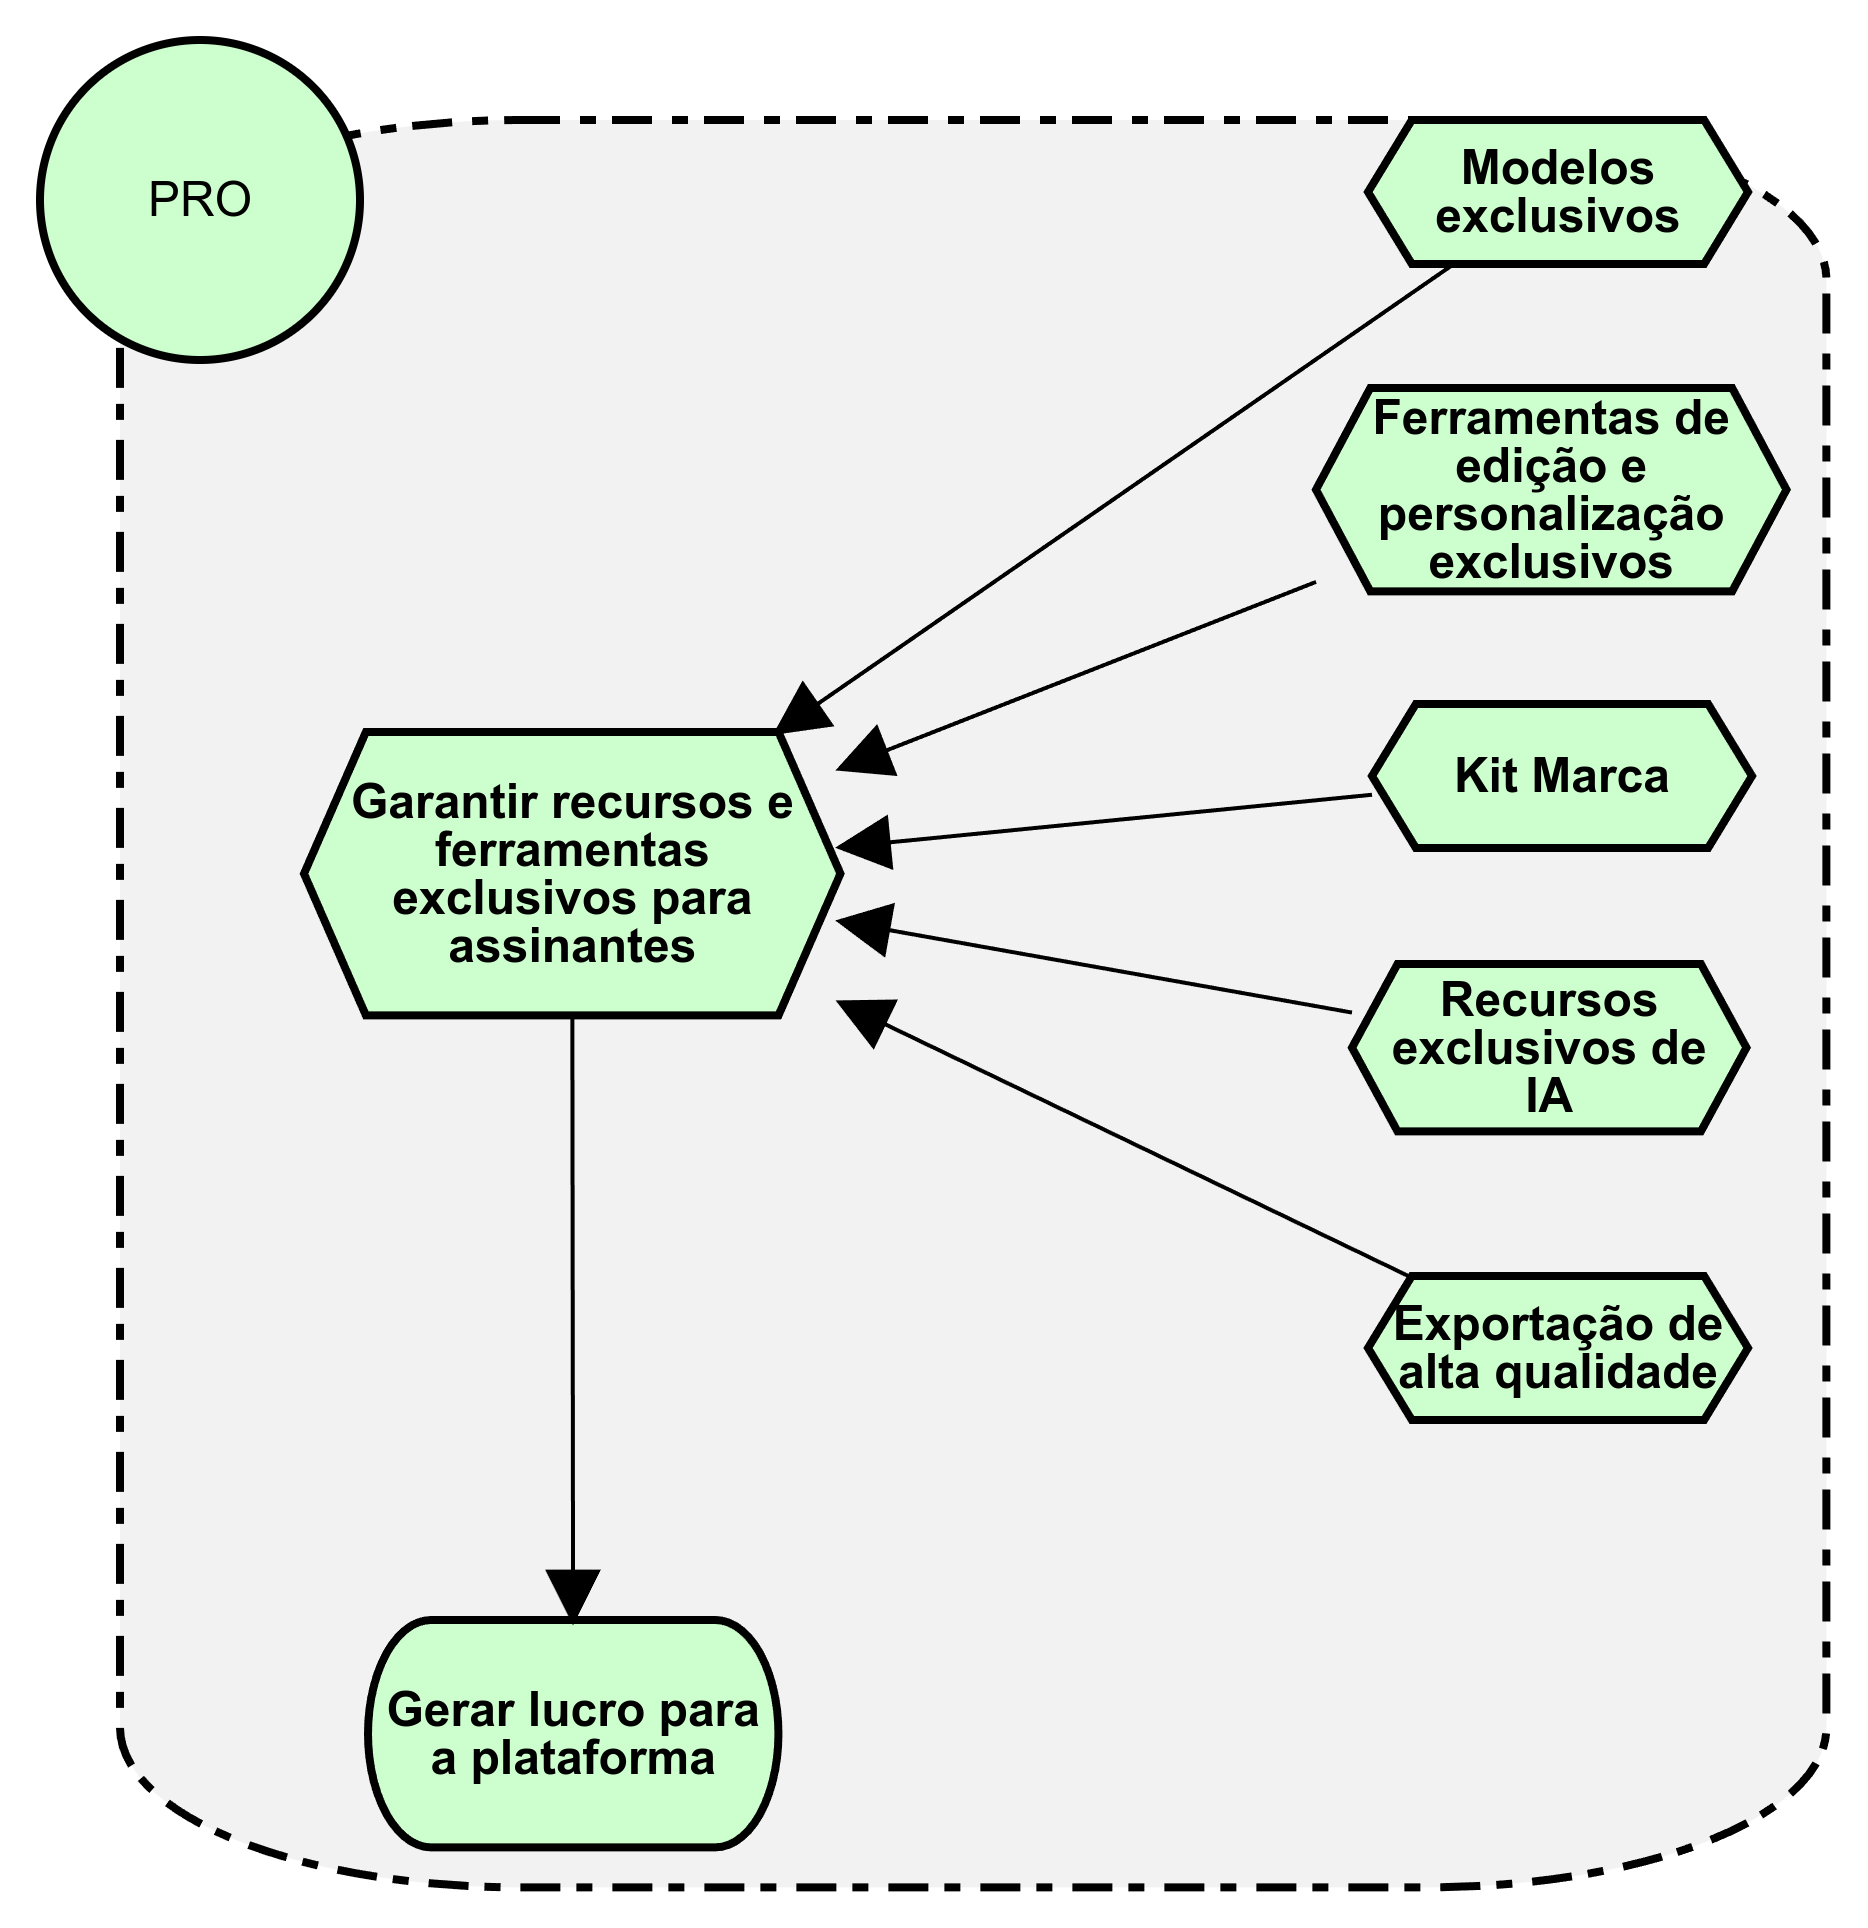 PRO
Modelos
exclusivos
Ferramentas de
edição e
personalização
exclusivos
Kit Marca
Garantir recursos e
ferramentas
exclusivos para
assinantes
Recursos
exclusivos de
IA
Exportação de
alta qualidade
Gerar lucro para
a plataforma